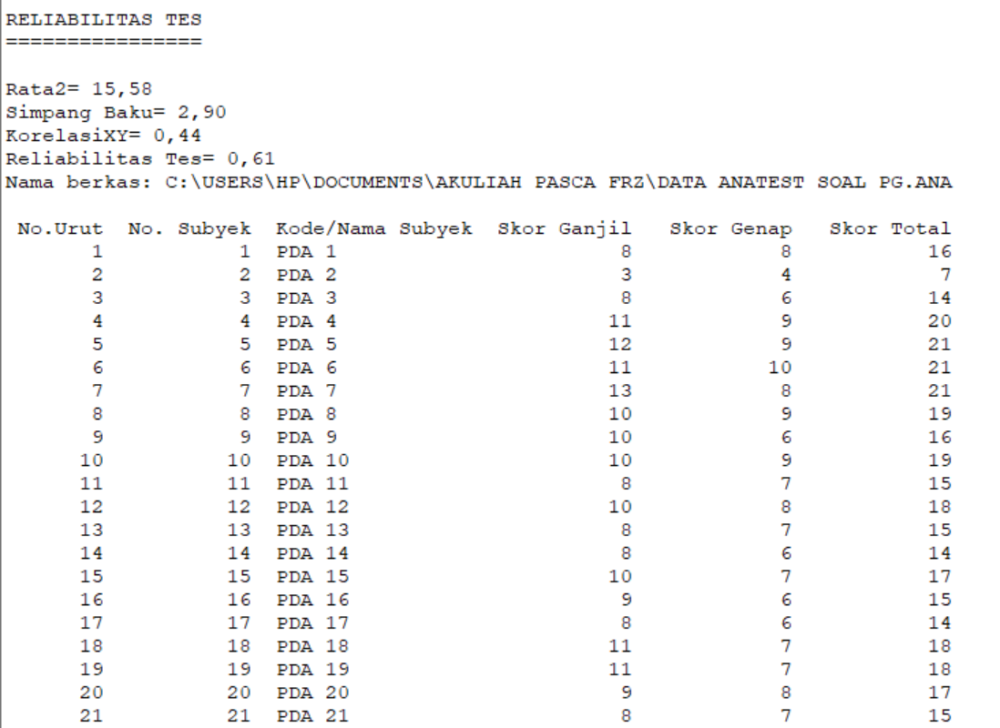 RELIABILITAS TES
================
Rata2= 15,58
Simpang Baku= 2,90
KorelasiXY= 0,44
Reliabilitas Tes= 0,61
Nama berkas: C:\USERS\HP\DOCUMENTS\AKULIAH PASCA FRZ\DATA ANATEST SOAL PG.ANA
No.Urut No. Subyek Kode/Nama Subyek Skor Ganjil Skor Genap Skor Total
1 1 PDA 1 8 8 16
2 2 PDA 2 3 4 7
3 3 PDA 3 8 6 14
4 4 PDA 4 11 9 20
5 5 PDA 5 12 9 21
6 6 PDA 6 11 10 21
7 7 PDA 7 13 8 21
8 8 PDA 8 10 9 19
9 9 PDA 9 10 6 16
10 10 PDA 10 10 9 19
11 11 PDA 11 8 7 15
12 12 PDA 12 10 8 18
13 13 PDA 13 8 7 15
14 14 PDA 14 8 6 14
15 15 PDA 15 10 7 17
16 16 PDA 16 9 6 15
17 17 PDA 17 8 6 14
18 18 PDA 18 11 7 18
19 19 PDA 19 11 7 18
20 20 PDA 20 9 8 17
21 21 PDA 21 8 7 15